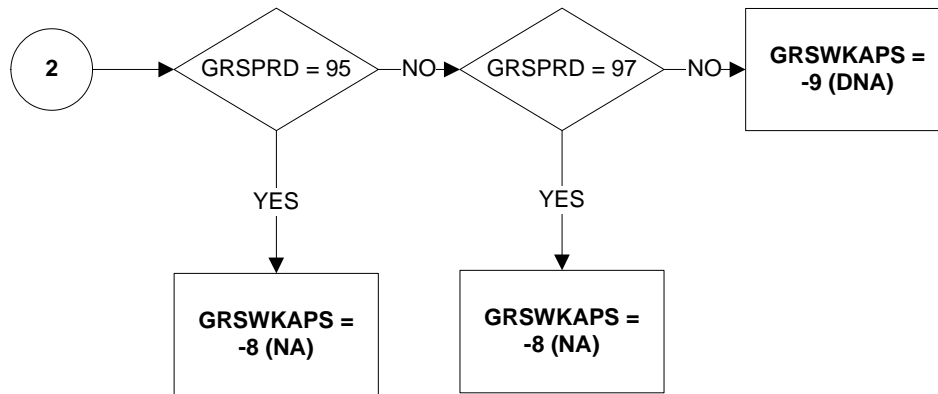 2
GRSPRD = 95
NO
GRSPRD = 97
NO
GRSWKAPS =
-9 (DNA)
YES
YES
GRSWKAPS =
-8 (NA)
GRSWKAPS =
-8 (NA)